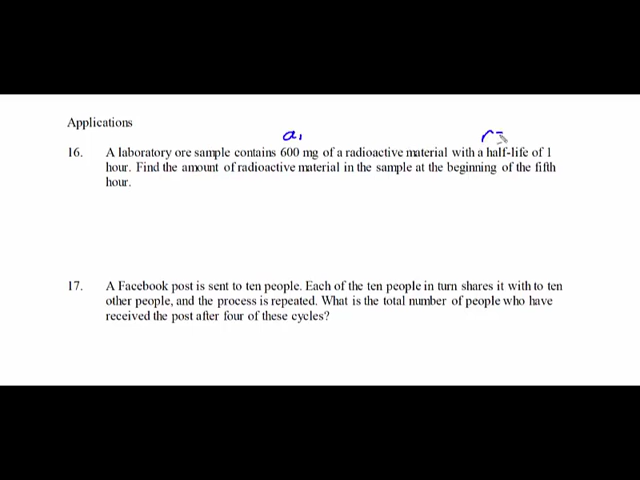 Applications
a₁ r =
16. A laboratory ore sample contains 600 mg of a radioactive material with a half-life of 1
hour. Find the amount of radioactive material in the sample at the beginning of the fifth
hour.
17. A Facebook post is sent to ten people. Each of the ten people in turn shares it with to ten
other people, and the process is repeated. What is the total number of people who have
received the post after four of these cycles?